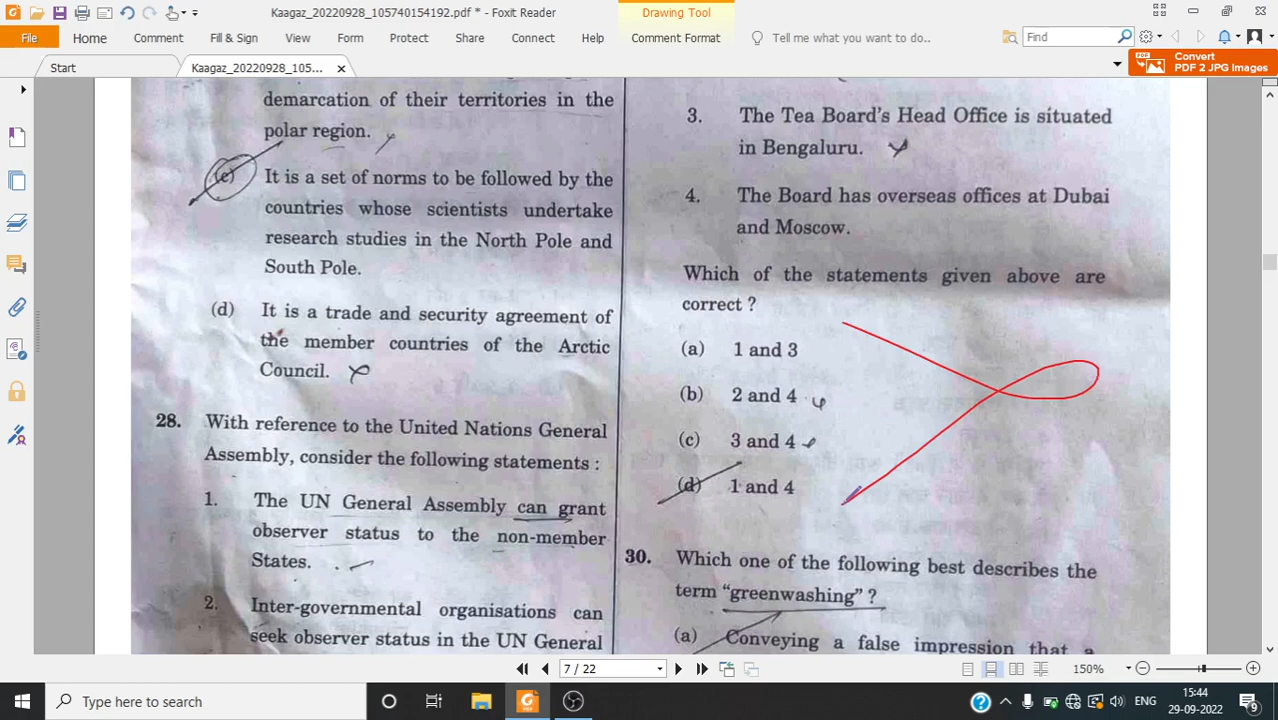 Kaagaz_20220928_105740154192.pdf * - Foxit Reader
Drawing Tool
File
Home
Comment
Fill & Sign
View
Form
Protect
Share
Connect
Help
Comment Format
Tell me what you want to do..
Find
Start
Kaagaz_20220928_105...
Convert
PDF 2 JPG Images
demarcation of their territories in the
polar region.
(c) It is a set of norms to be followed by the
countries whose scientists undertake
research studies in the North Pole and
South Pole.
(d) It is a trade and security agreement of
the member countries of the Arctic
Council.
28. With reference to the United Nations General
Assembly, consider the following statements :
1. The UN General Assembly can grant
observer status to the non-member
States.
2. Inter-governmental organisations can
seek observer status in the UN General
3. The Tea Board's Head Office is situated
in Bengaluru.
4. The Board has overseas offices at Dubai
and Moscow.
Which of the statements given above are
correct ?
(a) 1 and 3
(b) 2 and 4
(c) 3 and 4
(d) 1 and 4
30. Which one of the following best describes the
term "greenwashing" ?
(a) Conveying a false impression that a
7 / 22
150%
Type here to search
ENG
15:44
29-09-2022
9